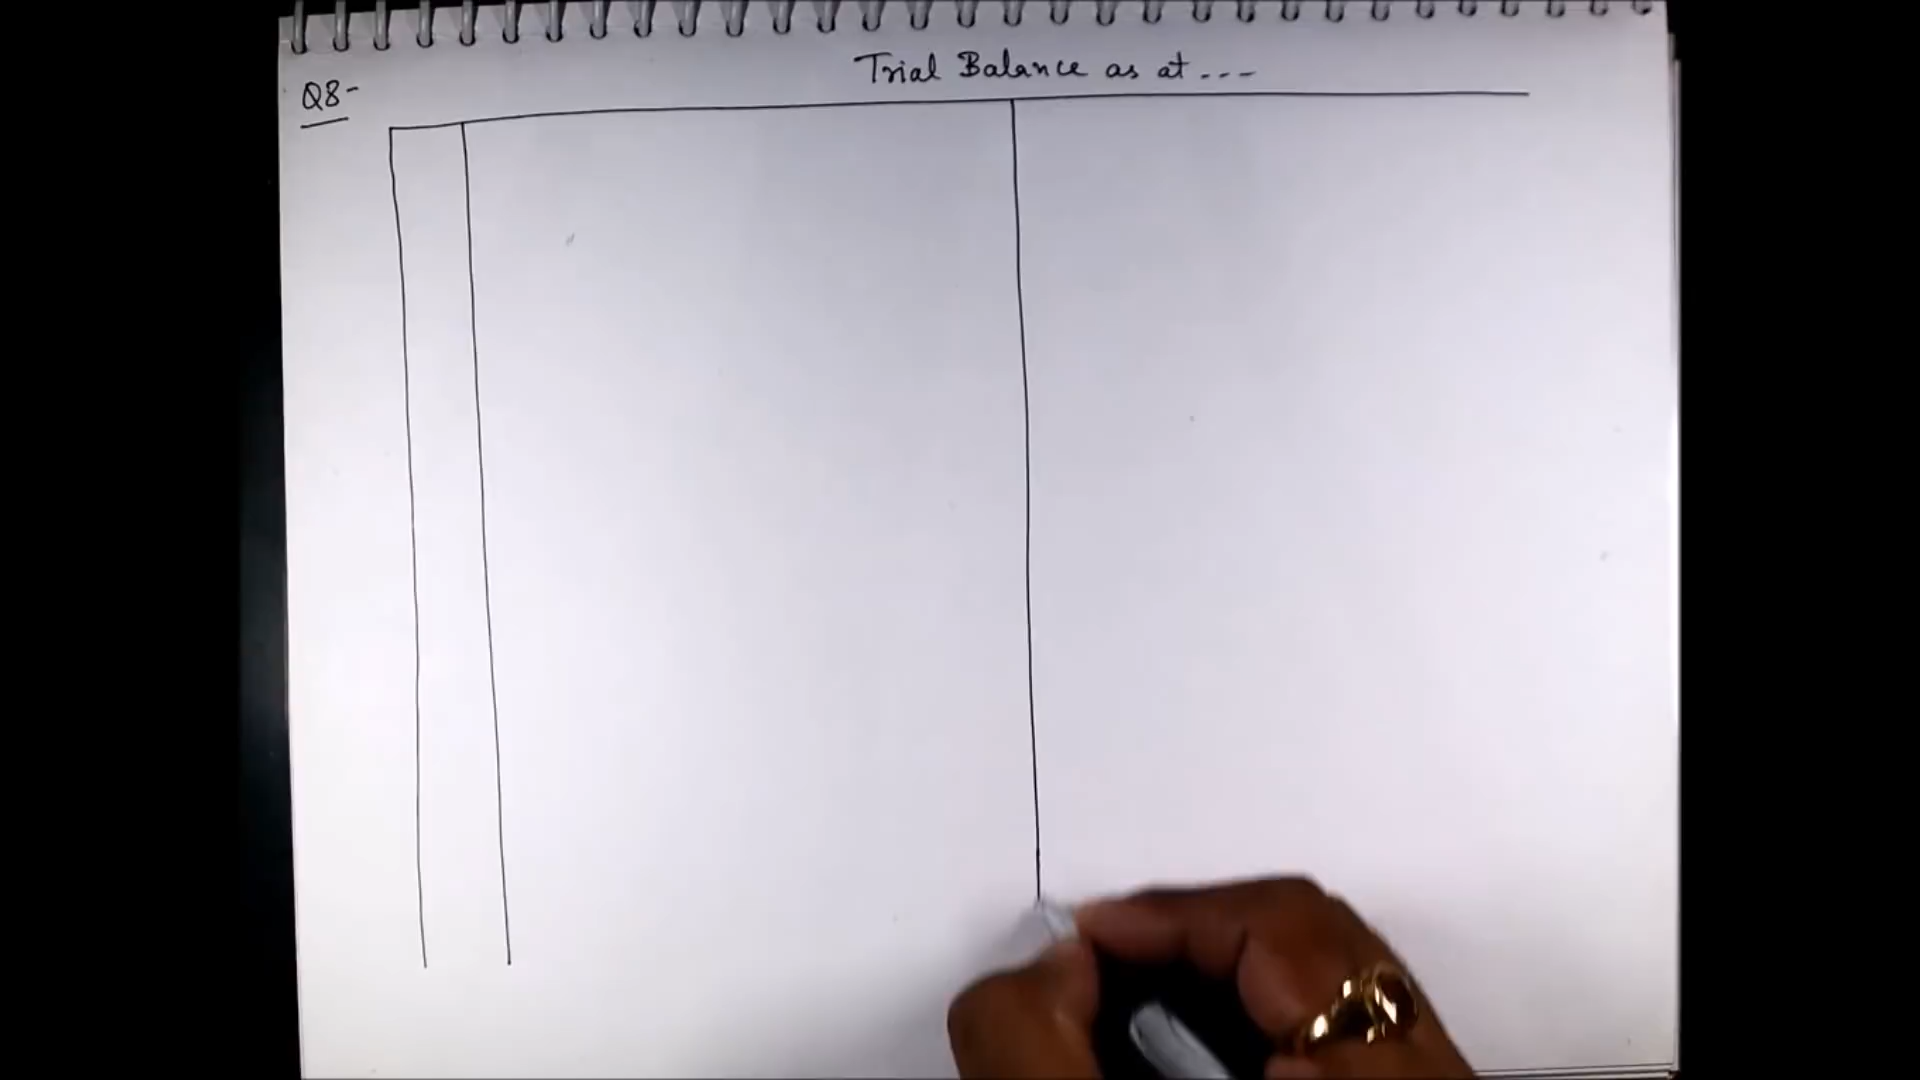 Trial Balance as at ---
Q8-